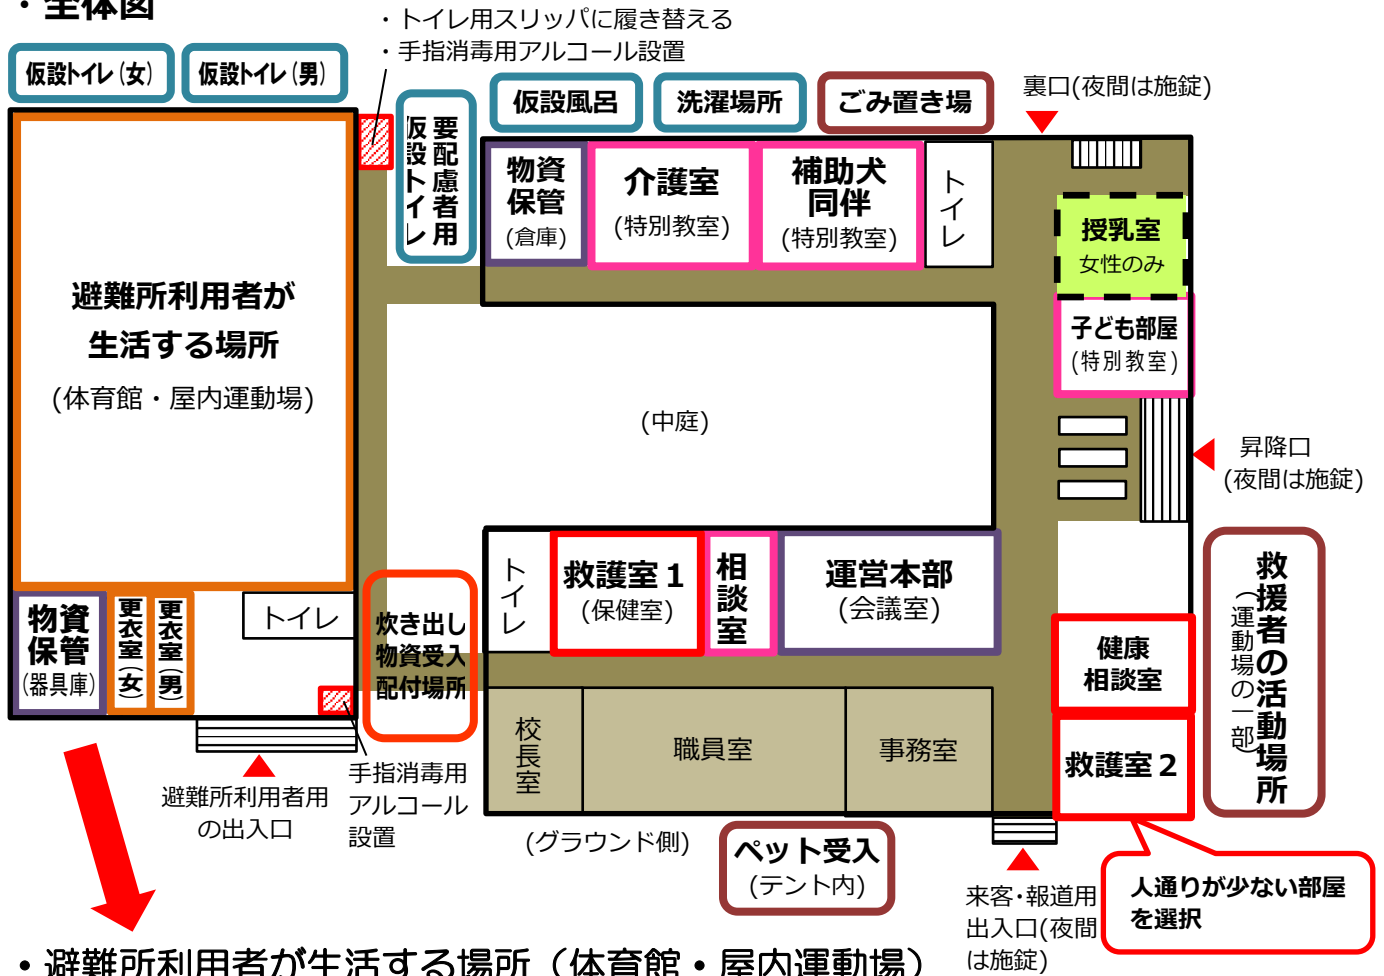 ・全体図
・トイレ用スリッパに履き替える
・手指消毒用アルコール設置
仮設トイレ(女)
仮設トイレ(男)
要配慮者用
仮設トイレ
仮設風呂
洗濯場所
ごみ置き場
裏口(夜間は施錠)
物資
保管
(倉庫)
介護室
(特別教室)
補助犬
同伴
(特別教室)
トイレ
授乳室
女性のみ
子ども部屋
(特別教室)
避難所利用者が
生活する場所
(体育館・屋内運動場)
(中庭)
昇降口
(夜間は施錠)
トイレ
救護室1
(保健室)
相談室
運営本部
(会議室)
救援者の活動場所
(運動場の一部)
物資
保管
(器具庫)
更衣室(女)
更衣室(男)
トイレ
炊き出し
物資受入
配付場所
健康
相談室
校長室
職員室
事務室
救護室2
避難所利用者用
の出入口
手指消毒用
アルコール
設置
(グラウンド側)
ペット受入
(テント内)
来客・報道用
出入口(夜間
は施錠)
人通りが少ない部屋
を選択
・避難所利用者が生活する場所(体育館・屋内運動場)